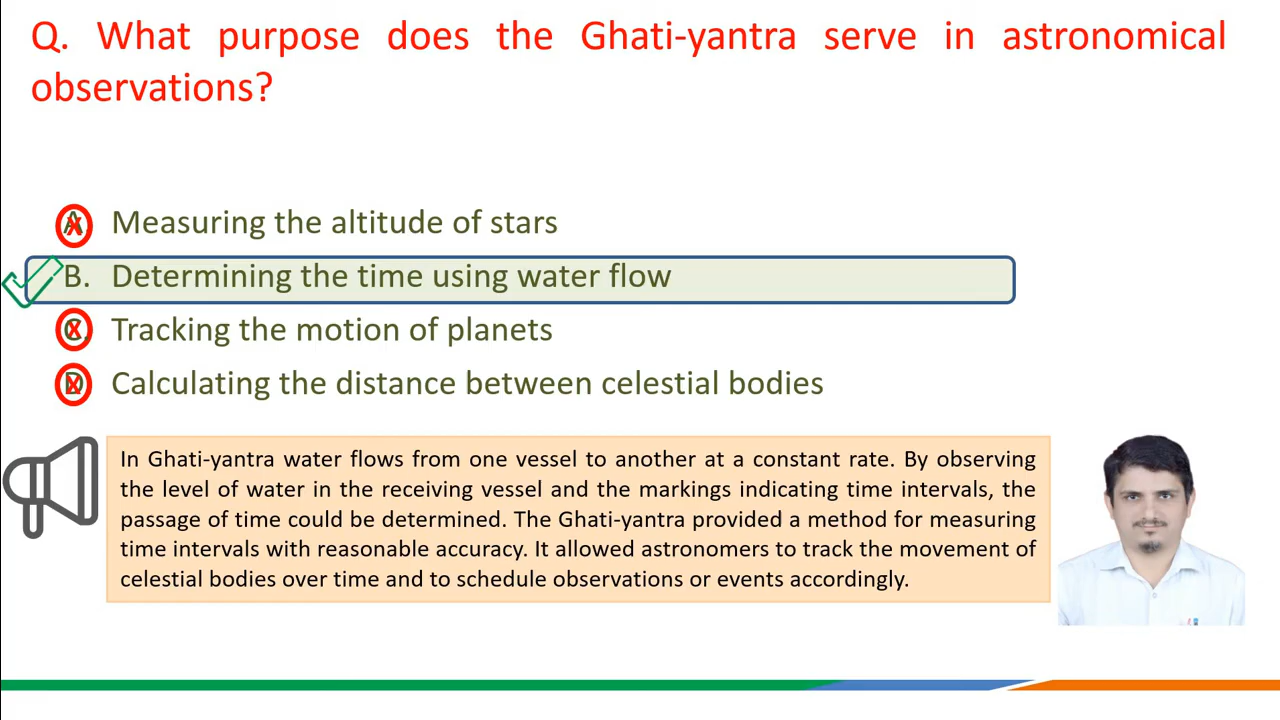 Q. What purpose does the Ghati-yantra serve in astronomical
observations?
A. Measuring the altitude of stars
B. Determining the time using water flow
C. Tracking the motion of planets
D. Calculating the distance between celestial bodies
In Ghati-yantra water flows from one vessel to another at a constant rate. By observing
the level of water in the receiving vessel and the markings indicating time intervals, the
passage of time could be determined. The Ghati-yantra provided a method for measuring
time intervals with reasonable accuracy. It allowed astronomers to track the movement of
celestial bodies over time and to schedule observations or events accordingly.